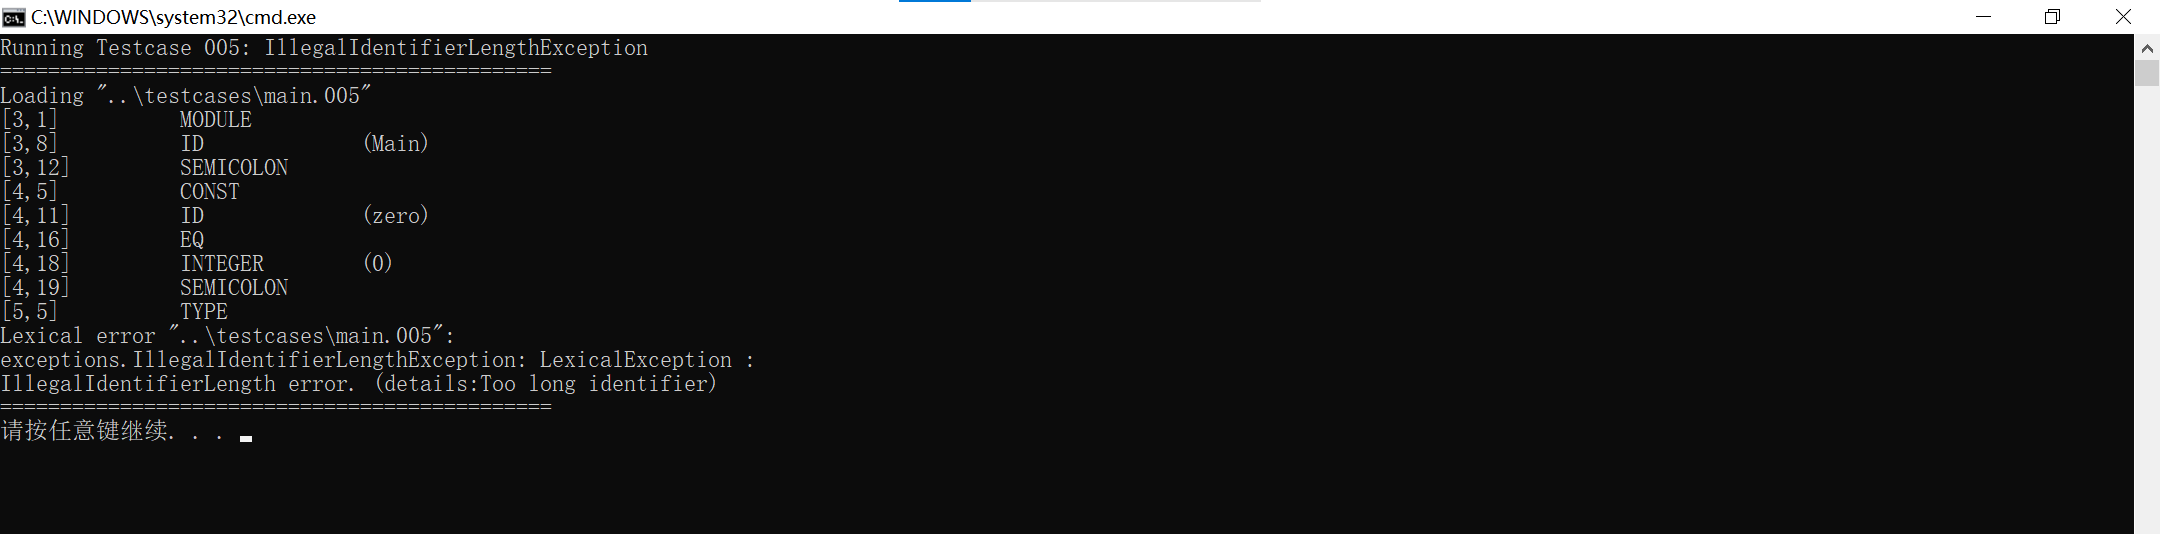 C:\WINDOWS\system32\cmd.exe
Running Testcase 005: IllegalIdentifierLengthException
==============================================
Loading "..\testcases\main.005"
[3,1] MODULE
[3,8] ID (Main)
[3,12] SEMICOLON
[4,5] CONST
[4,11] ID (zero)
[4,16] EQ
[4,18] INTEGER (0)
[4,19] SEMICOLON
[5,5] TYPE
Lexical error "..\testcases\main.005":
exceptions.IllegalIdentifierLengthException: LexicalException :
IllegalIdentifierLength error. (details:Too long identifier)
==============================================
请按任意键继续. . .